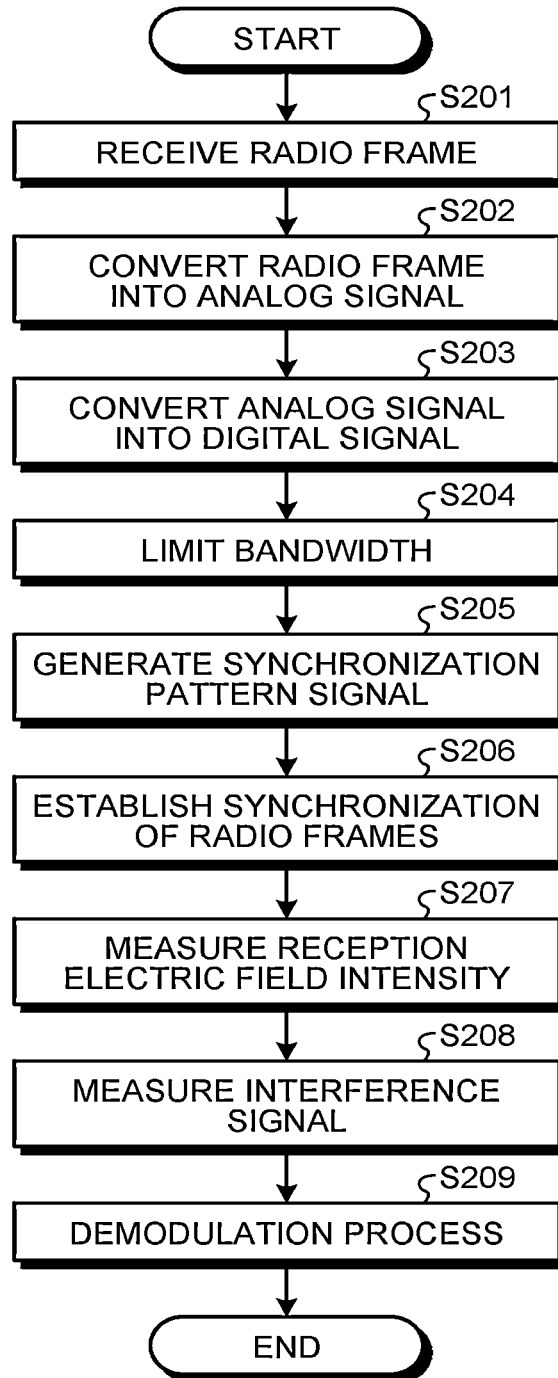 START
S201
RECEIVE RADIO FRAME
S202
CONVERT RADIO FRAME
INTO ANALOG SIGNAL
S203
CONVERT ANALOG SIGNAL
INTO DIGITAL SIGNAL
S204
LIMIT BANDWIDTH
S205
GENERATE SYNCHRONIZATION
PATTERN SIGNAL
S206
ESTABLISH SYNCHRONIZATION
OF RADIO FRAMES
S207
MEASURE RECEPTION
ELECTRIC FIELD INTENSITY
S208
MEASURE INTERFERENCE
SIGNAL
S209
DEMODULATION PROCESS
END